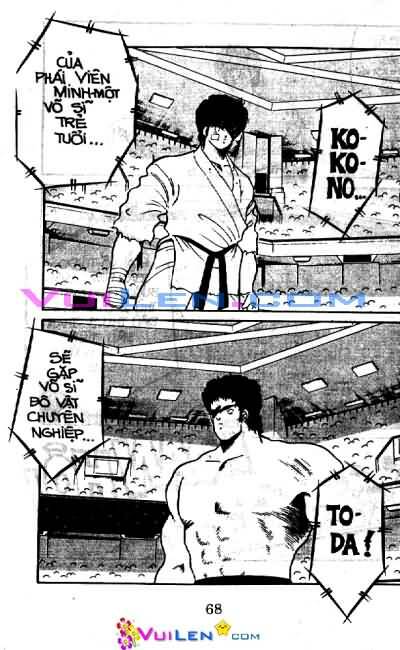 CỦA
PHÁI VIÊN
MINH-MỘT
VÕ SĨ
TRẺ
TUỔI...
KO-
KO-
NO...
VUILEN.COM
SẼ
GẶP
VÕ SĨ
ĐÔ VẬT
CHUYÊN
NGHIỆP...
TO-
DA!
68
VUILEN.COM